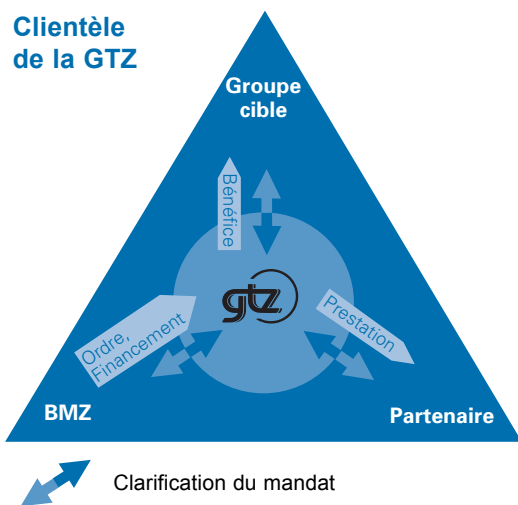 Clientèle
de la GTZ
Groupe
cible
Bénéfice
gtz
Ordre,
Financement
Prestation
BMZ
Partenaire
Clarification du mandat